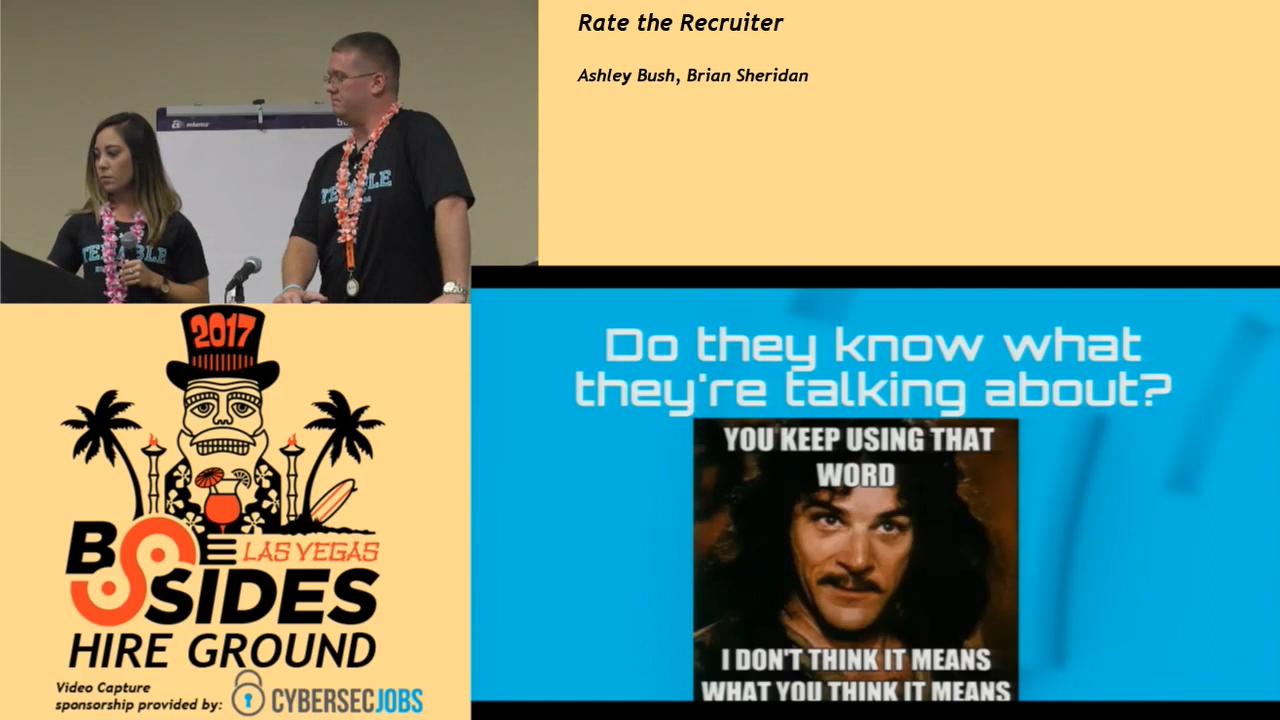 Rate the Recruiter
Ashley Bush, Brian Sheridan
enhance
TENABLE
2017
BSIDES
LAS VEGAS
HIRE GROUND
Video Capture
sponsorship provided by:
CYBERSECJOBS
Do they know what
they're talking about?
YOU KEEP USING THAT
WORD
I DON'T THINK IT MEANS
WHAT YOU THINK IT MEANS